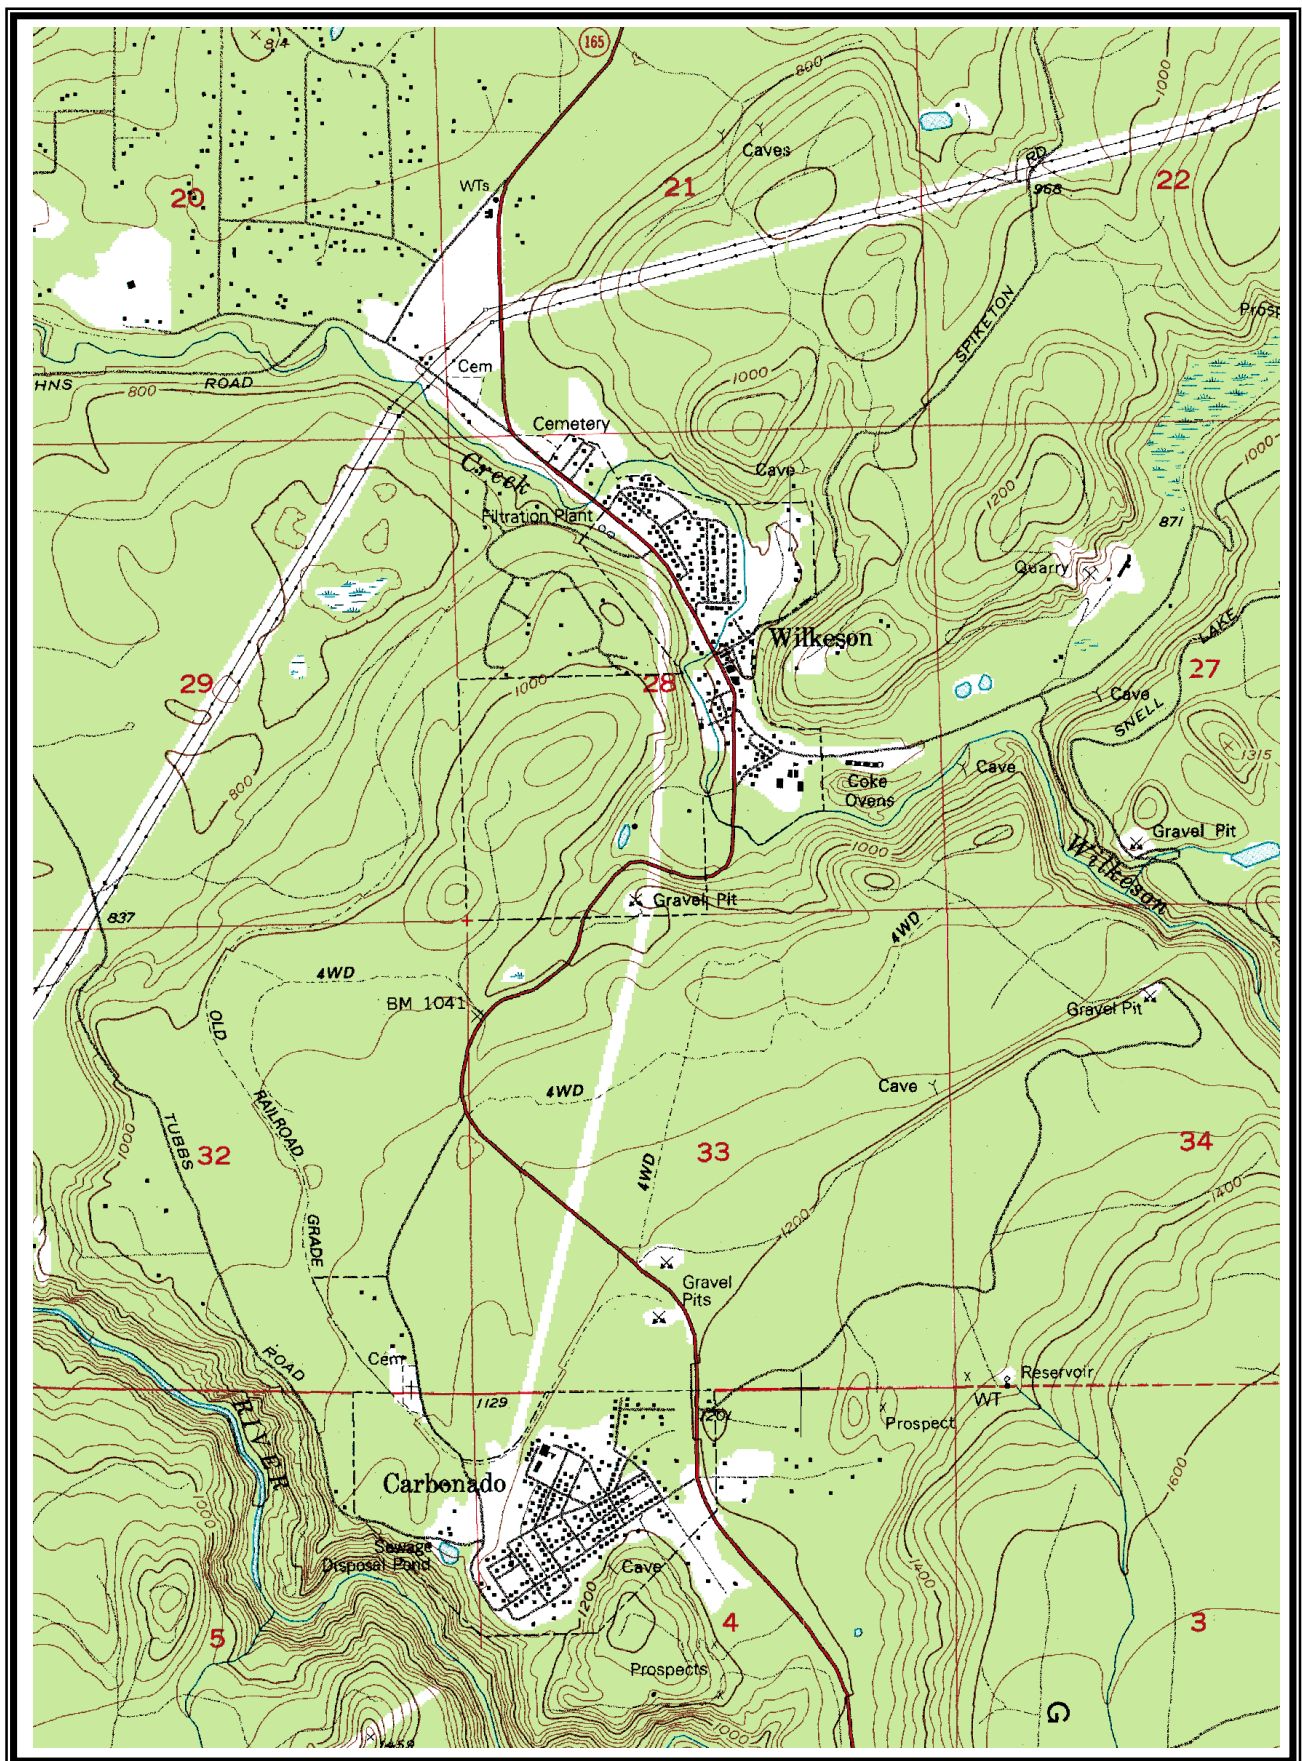 165
814
800
1000
Caves
RD
WTs
20
21
22
968
SPIKETON
HNS
ROAD
800
Cem
1000
Cemetery
Creek
Cave
1200
1000
Filtration Plant
871
Quarry
Wilkeson
LAKE
29
1000
28
27
Cave
SNELL
1315
800
Cave
Coke
Ovens
Gravel Pit
1000
Wilkeson
Gravel Pit
837
4WD
4WD
BM 1041
OLD
Gravel Pit
4WD
Cave
RAILROAD
1000
TUBBS
32
33
34
4WD
1400
1200
GRADE
Gravel
Pits
ROAD
Cem
Reservoir
WT
1129
1201
Prospect
RIVER
Carbonado
1600
1000
Sewage
Disposal Pond
Cave
1200
1400
5
4
3
Prospects
G
1000
1459